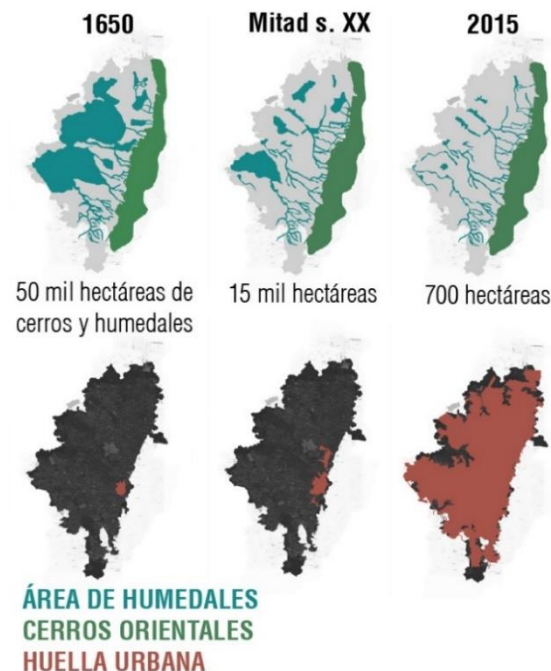 1650
Mitad s. XX
2015
50 mil hectáreas de
cerros y humedales
15 mil hectáreas
700 hectáreas
ÁREA DE HUMEDALES
CERROS ORIENTALES
HUELLA URBANA